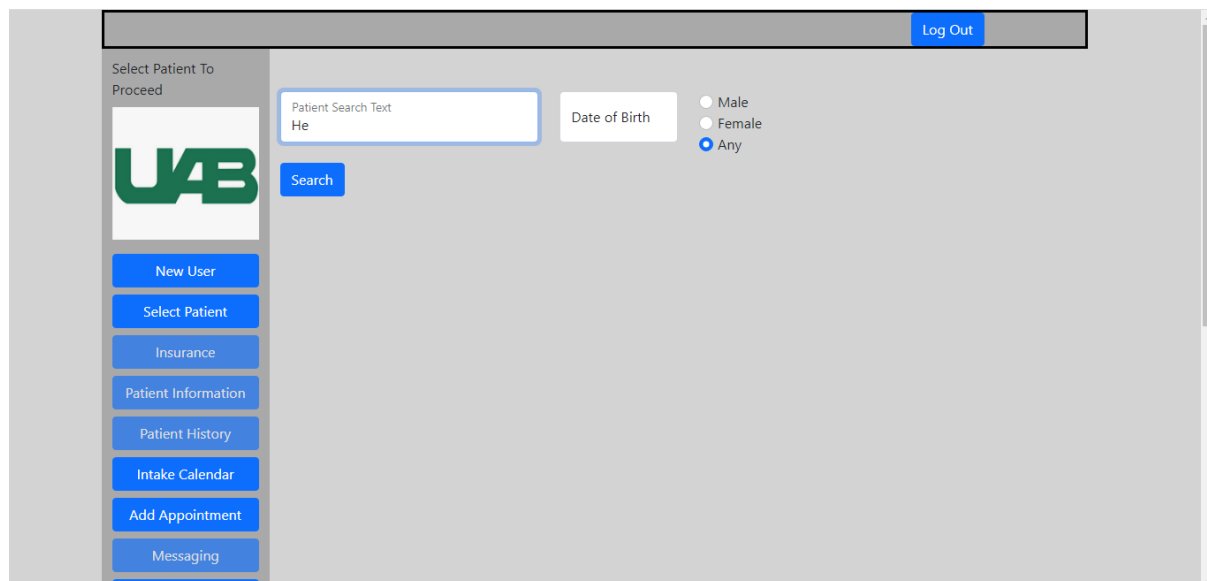 Log Out
Select Patient To
Proceed
UAB
New User
Select Patient
Insurance
Patient Information
Patient History
Intake Calendar
Add Appointment
Messaging
Patient Search Text
He
Date of Birth
Male
Female
Any
Search